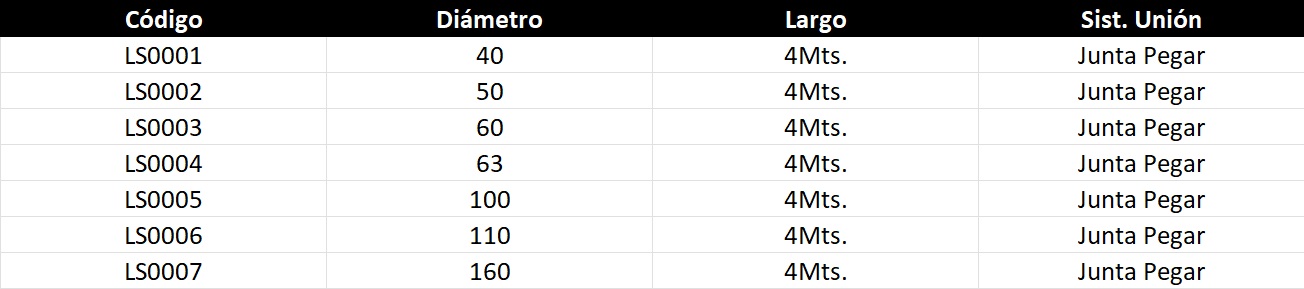 Código Diámetro Largo Sist. Unión
LS0001 40 4Mts. Junta Pegar
LS0002 50 4Mts. Junta Pegar
LS0003 60 4Mts. Junta Pegar
LS0004 63 4Mts. Junta Pegar
LS0005 100 4Mts. Junta Pegar
LS0006 110 4Mts. Junta Pegar
LS0007 160 4Mts. Junta Pegar